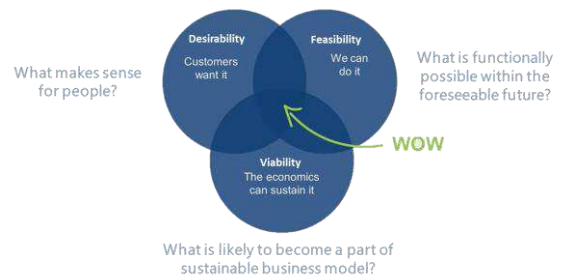 Desirability
Customers
want it
Feasibility
We can
do it
What makes sense
for people?
What is functionally
possible within the
foreseeable future?
WOW
Viability
The economics
can sustain it
What is likely to become a part of
sustainable business model?